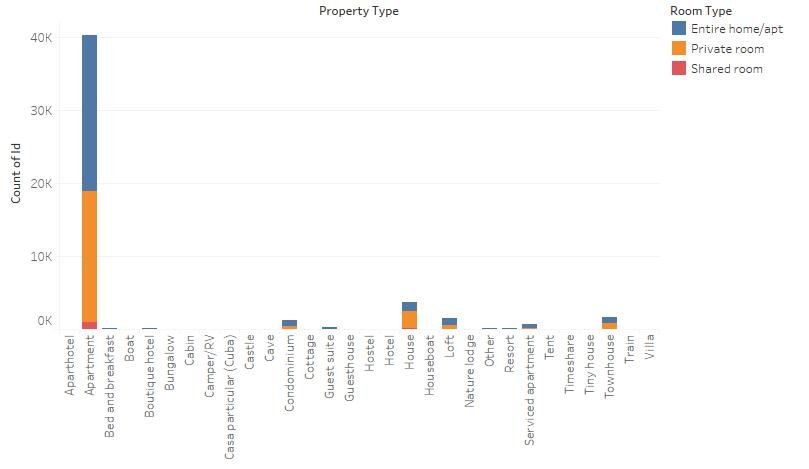 Property Type
Room Type
Entire home/apt
Private room
Shared room
Count of Id
40K
30K
20K
10K
0K
Aparthotel
Apartment
Bed and breakfast
Boat
Boutique hotel
Bungalow
Cabin
Camper/RV
Casa particular (Cuba)
Castle
Cave
Condominium
Cottage
Guest suite
Guesthouse
Hostel
Hotel
House
Houseboat
Loft
Nature lodge
Other
Resort
Serviced apartment
Tent
Timeshare
Tiny house
Townhouse
Train
Villa